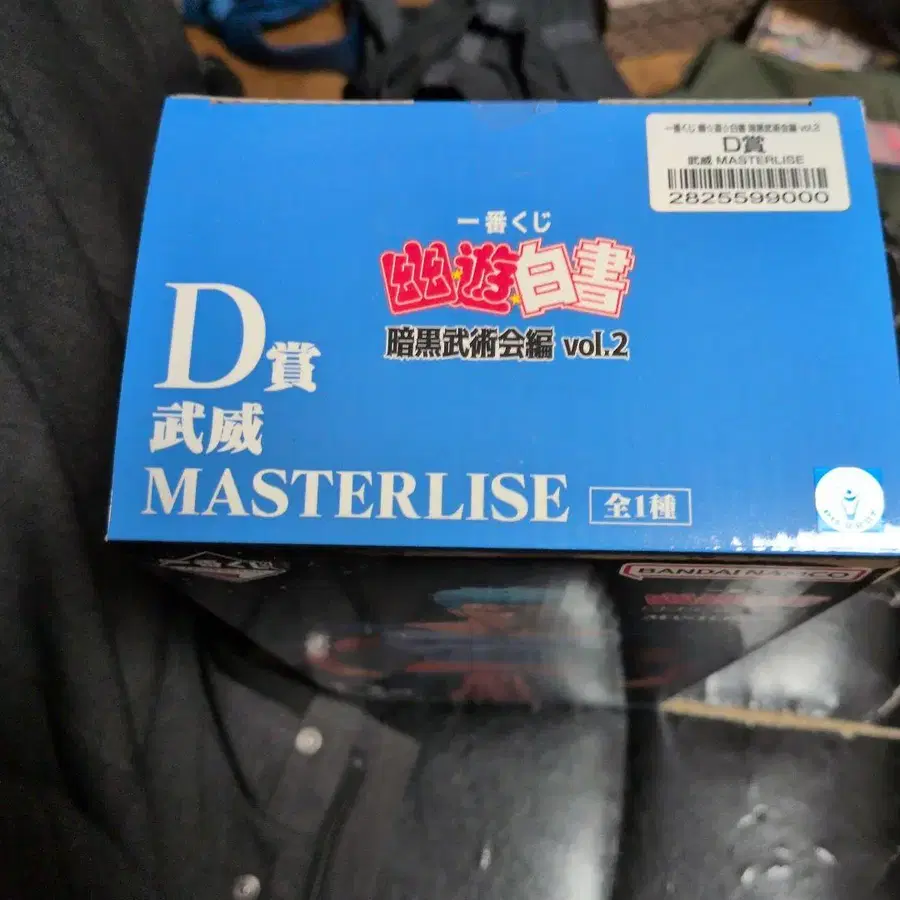 一番くじ 幽☆遊☆白書 暗黒武術会編 vol.2
D賞
武威 MASTERLISE
2825599000
一番くじ
幽☆遊☆白書
暗黒武術会編 vol.2
D賞
武威
MASTERLISE 全1種
BANDAI NAMCO